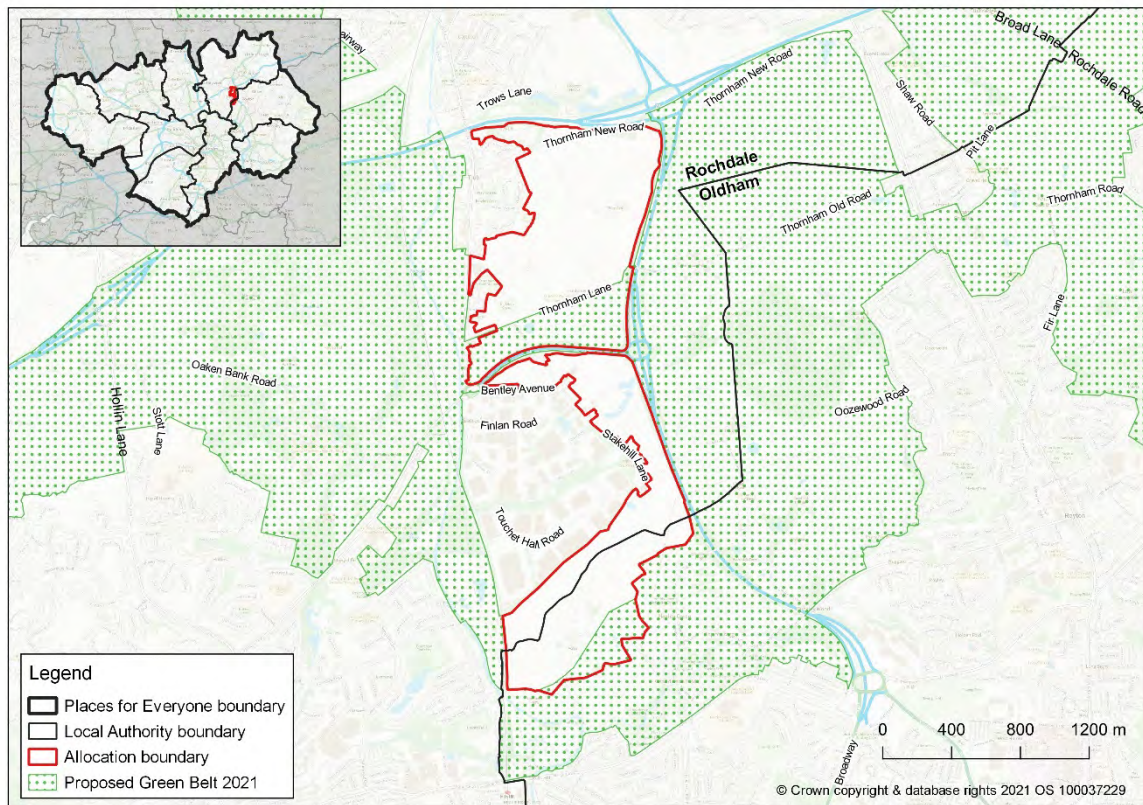 airway
Broad Lane
Rochdale Road
Trows Lane
Thornham New Road
Thornham New Road
Shaw Road
Pit Lane
Rochdale
Oldham
Thornham Old Road
Thornham Road
Thornham Lane
Fir Lane
Oaken Bank Road
Bentley Avenue
Oozewood Road
Hollin Lane
Stott Lane
Finlan Road
Stakehill Lane
Touchet Hall Road
Broadway
Legend
Places for Everyone boundary
Local Authority boundary
Allocation boundary
Proposed Green Belt 2021
0 400 800 1200 m
© Crown copyright & database rights 2021 OS 100037229